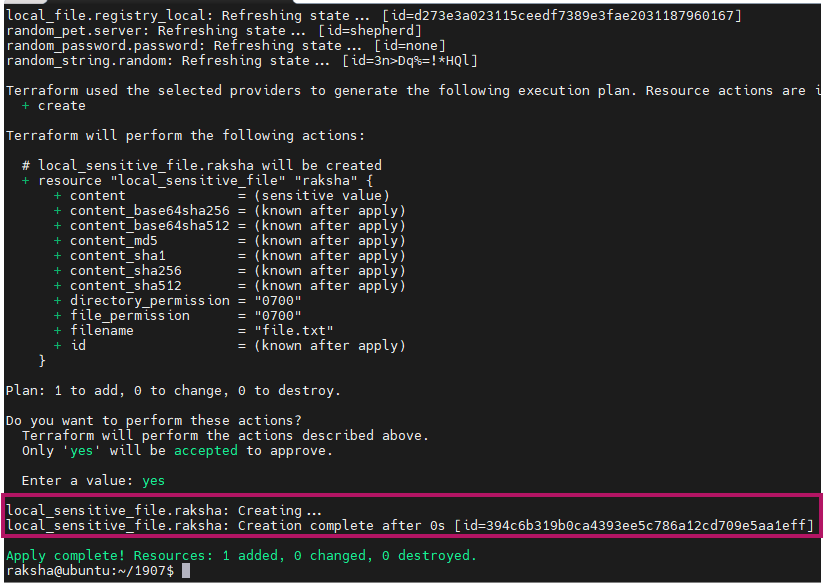 local_file.registry_local: Refreshing state... [id=d273e3a023115ceedf7389e3fae2031187960167]
random_pet.server: Refreshing state... [id=shepherd]
random_password.password: Refreshing state... [id=none]
random_string.random: Refreshing state... [id=3n>Dq%=!*HQl]
Terraform used the selected providers to generate the following execution plan. Resource actions are i
+ create
Terraform will perform the following actions:
# local_sensitive_file.raksha will be created
+ resource "local_sensitive_file" "raksha" {
+ content = (sensitive value)
+ content_base64sha256 = (known after apply)
+ content_base64sha512 = (known after apply)
+ content_md5 = (known after apply)
+ content_sha1 = (known after apply)
+ content_sha256 = (known after apply)
+ content_sha512 = (known after apply)
+ directory_permission = "0700"
+ file_permission = "0700"
+ filename = "file.txt"
+ id = (known after apply)
}
Plan: 1 to add, 0 to change, 0 to destroy.
Do you want to perform these actions?
Terraform will perform the actions described above.
Only 'yes' will be accepted to approve.
Enter a value: yes
local_sensitive_file.raksha: Creating...
local_sensitive_file.raksha: Creation complete after 0s [id=394c6b319b0ca4393ee5c786a12cd709e5aa1eff]
Apply complete! Resources: 1 added, 0 changed, 0 destroyed.
raksha@ubuntu:~/1907$